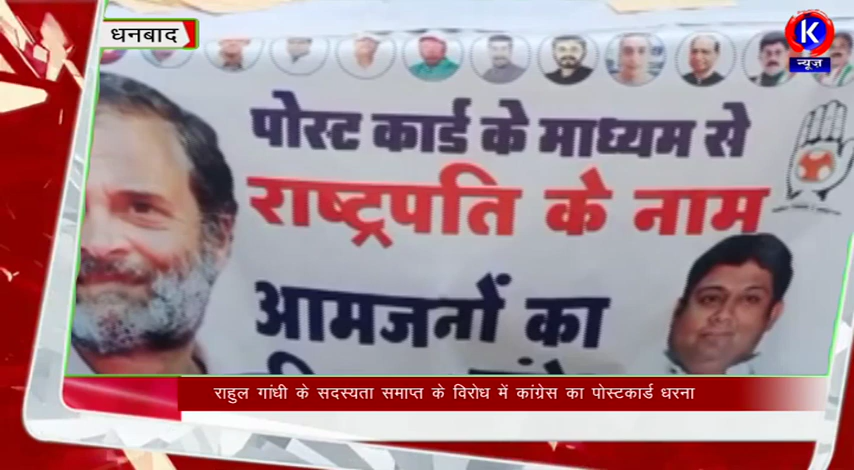 धनबाद
K
न्यूज़
पोस्ट कार्ड के माध्यम से
राष्ट्रपति के नाम
आमजनों का
राहुल गांधी के सदस्यता समाप्त के विरोध में कांग्रेस का पोस्टकार्ड धरना